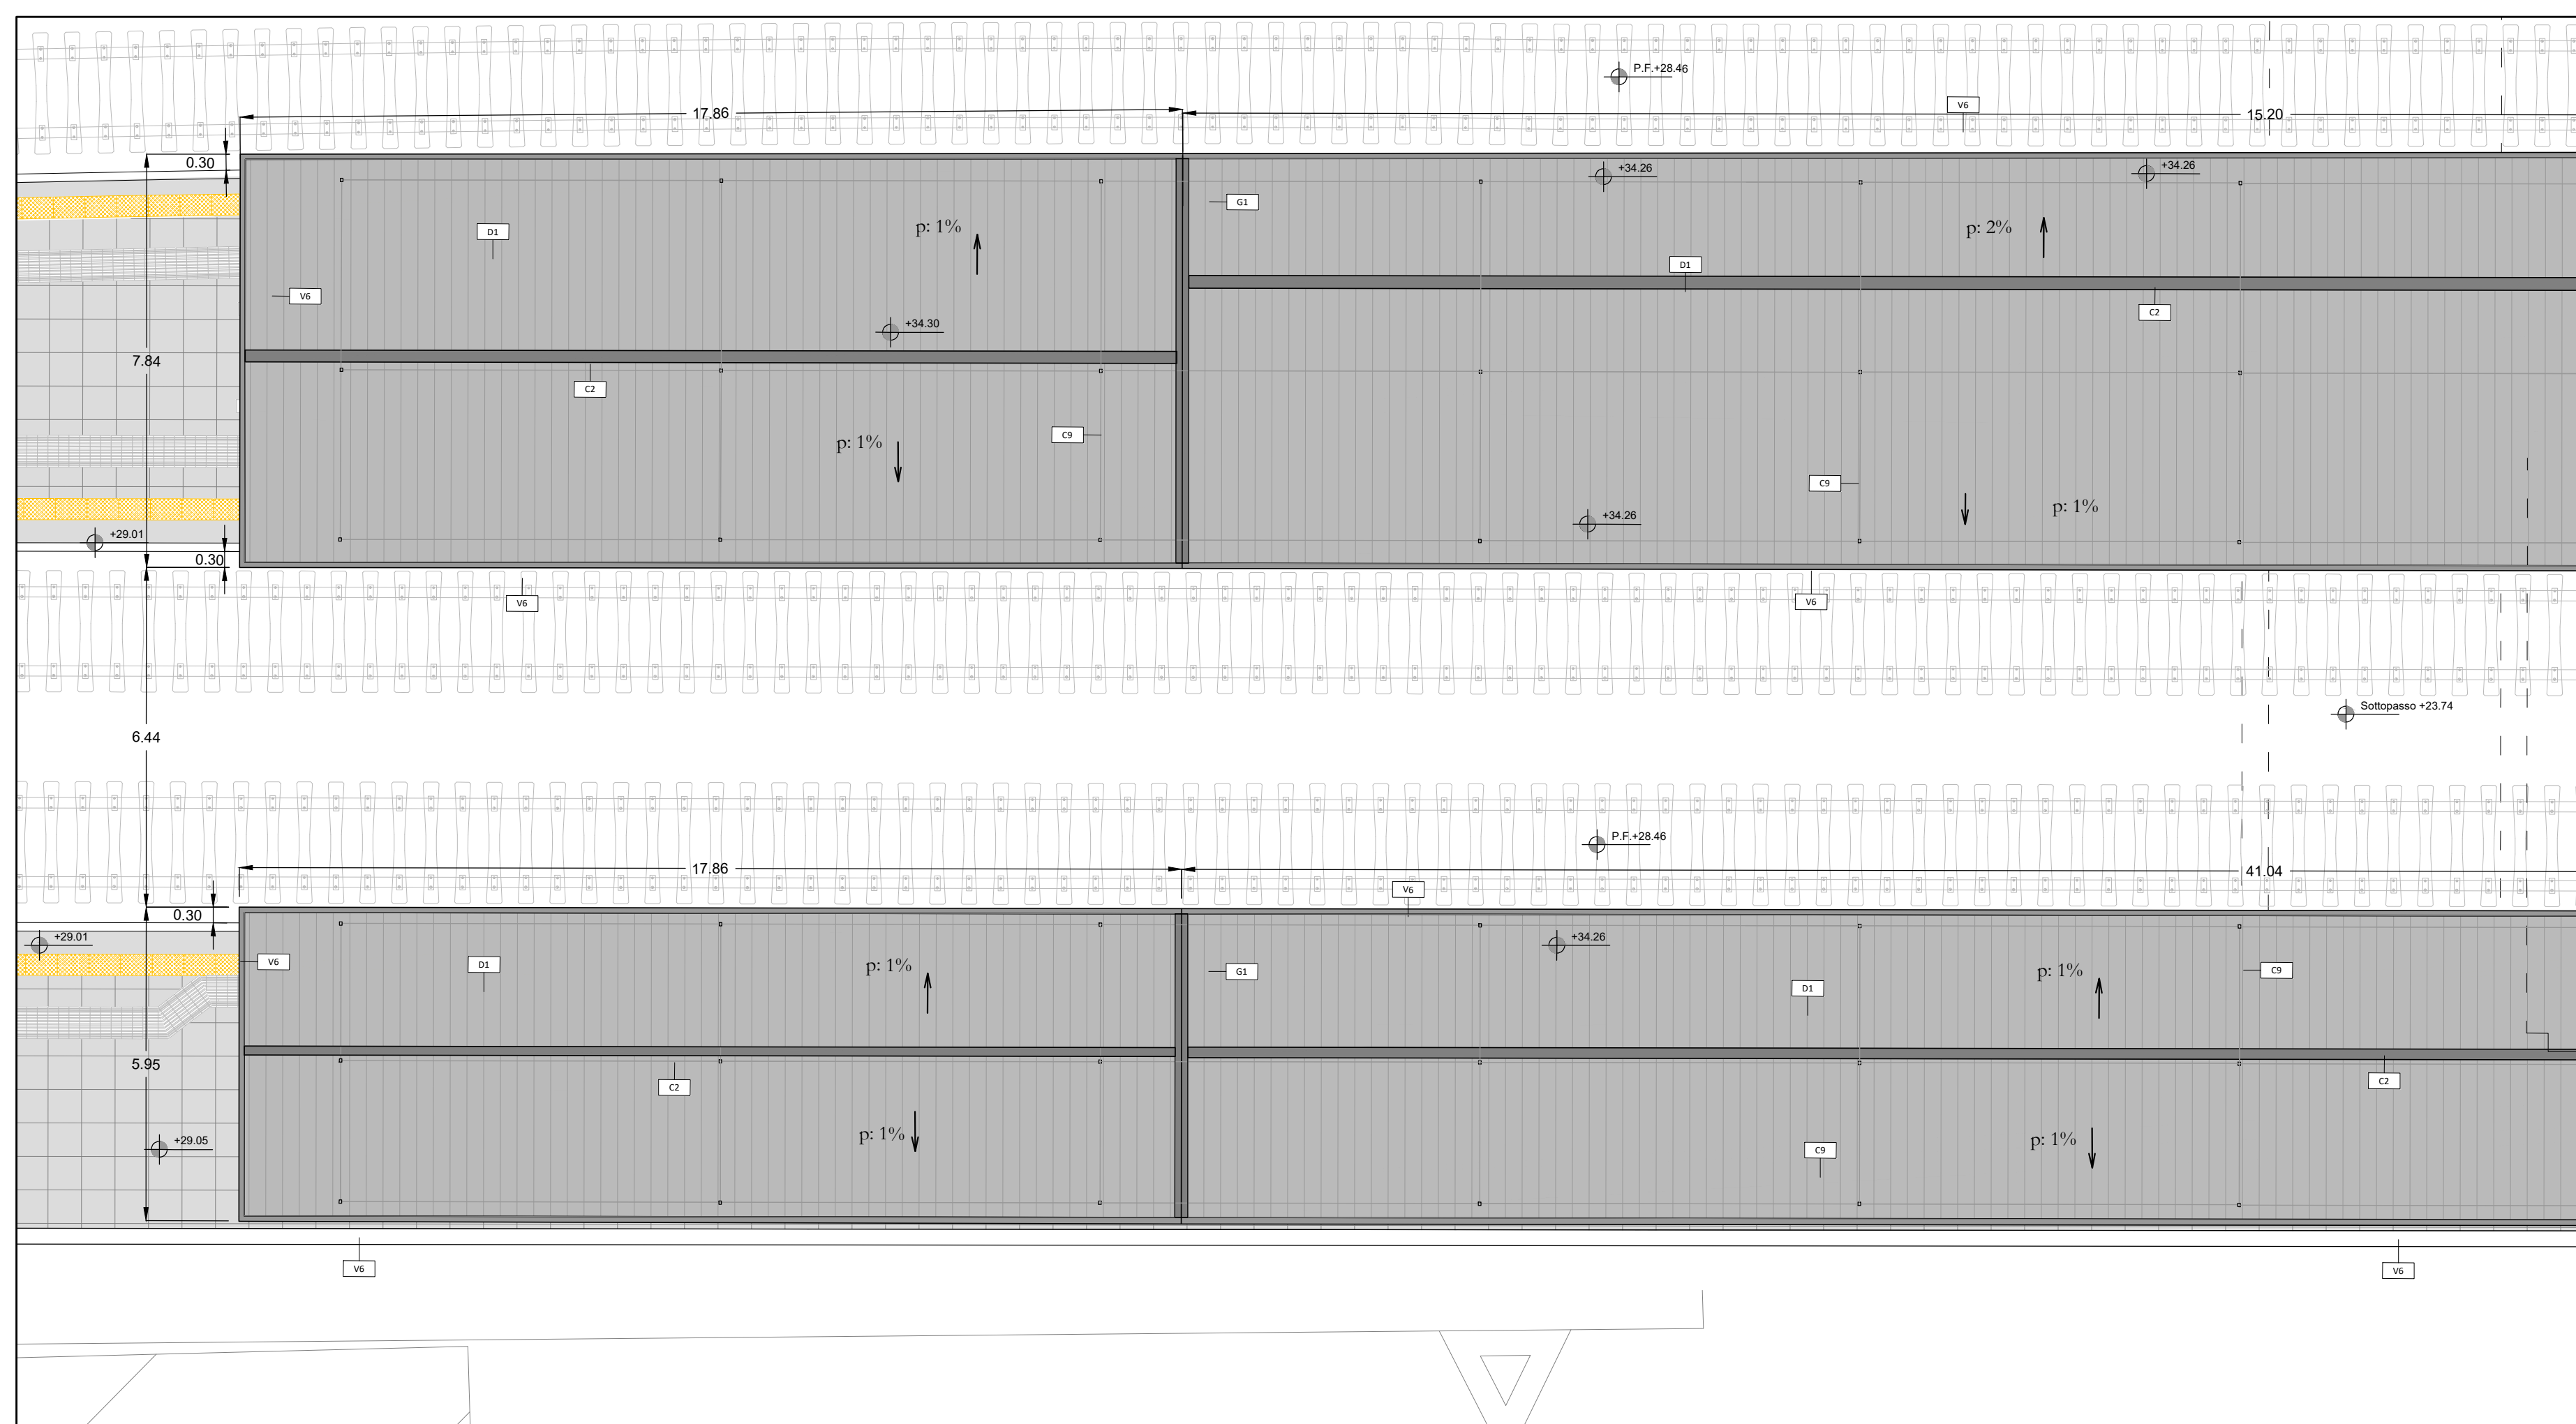 P.F.+28.46
V6
17.86
15.20
0.30
+34.26
+34.26
G1
p: 1%
p: 2%
D1
D1
V6
C2
+34.30
7.84
C2
p: 1%
C9
C9
p: 1%
+34.26
+29.01
0.30
V6
V6
Sottopasso +23.74
6.44
P.F.+28.46
17.86
41.04
V6
0.30
+29.01
+34.26
V6
D1
p: 1%
G1
p: 1%
C9
D1
5.95
C2
C2
p: 1%
p: 1%
+29.05
C9
V6
V6